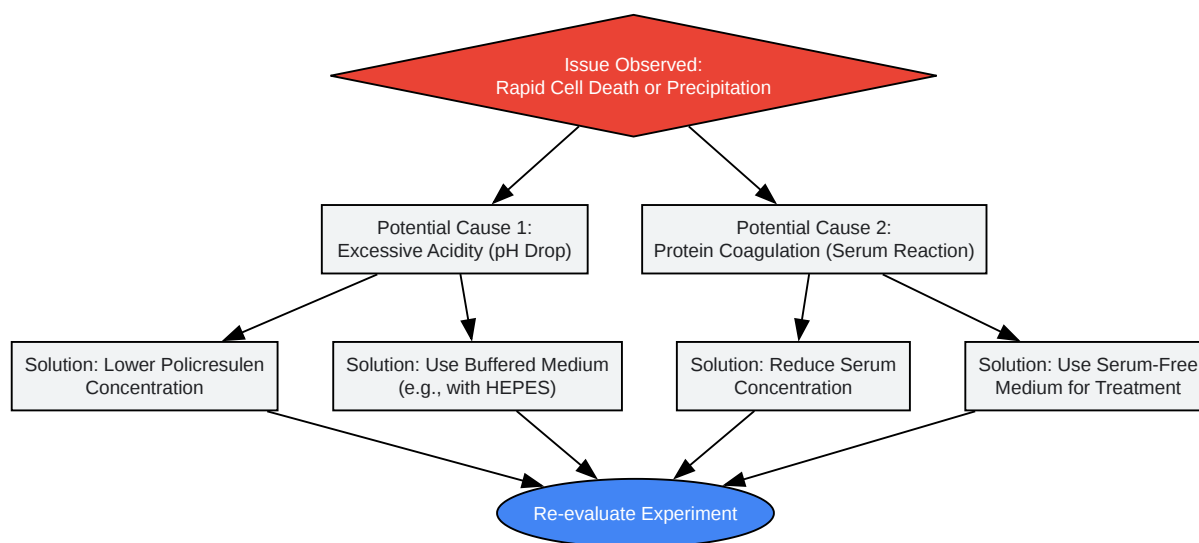 Issue Observed:
Rapid Cell Death or Precipitation
Potential Cause 1:
Excessive Acidity (pH Drop)
Potential Cause 2:
Protein Coagulation (Serum Reaction)
Solution: Lower Policresulen
Concentration
Solution: Use Buffered Medium
(e.g., with HEPES)
Solution: Reduce Serum
Concentration
Solution: Use Serum-Free
Medium for Treatment
Re-evaluate Experiment